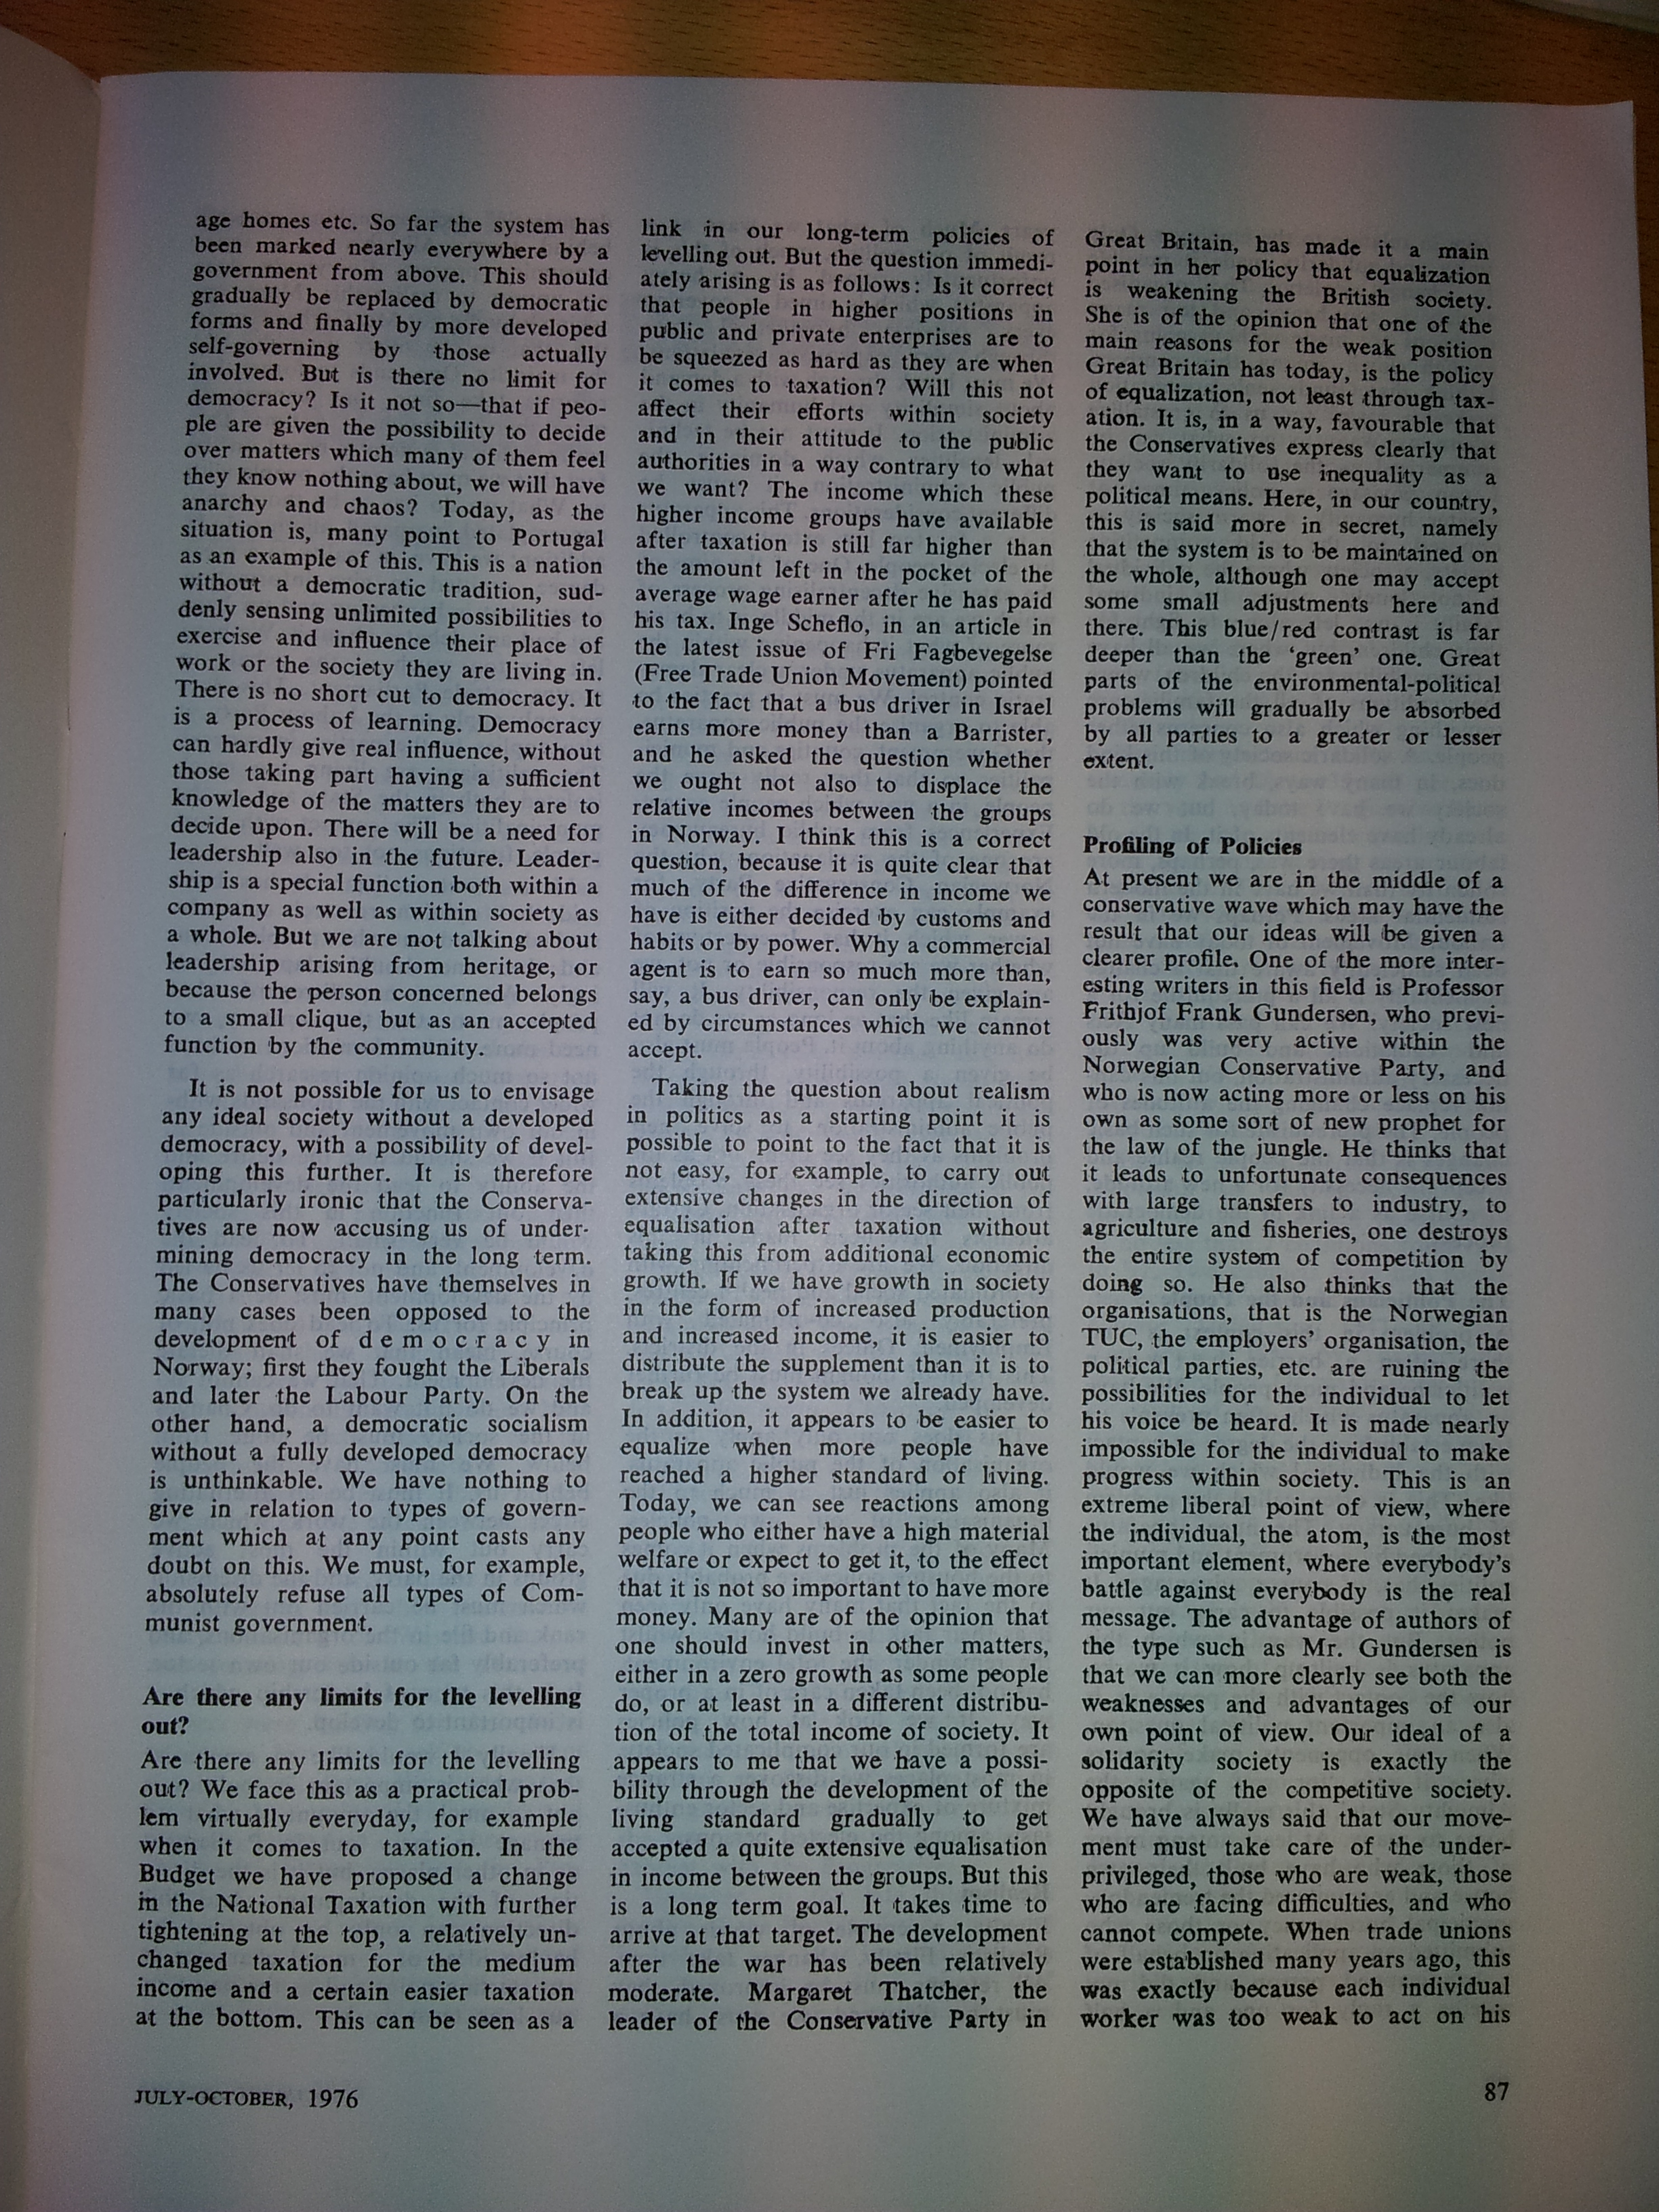 age homes etc. So far the system has
been marked nearly everywhere by a
government from above. This should
gradually be replaced by democratic
forms and finally by more developed
self-governing by those actually
involved. But is there no limit for
democracy? Is it not so—that if peo-
ple are given the possibility to decide
over matters which many of them feel
they know nothing about, we will have
anarchy and chaos? Today, as the
situation is, many point to Portugal
as an example of this. This is a nation
without a democratic tradition, sud-
denly sensing unlimited possibilities to
exercise and influence their place of
work or the society they are living in.
There is no short cut to democracy. It
is a process of learning. Democracy
can hardly give real influence, without
those taking part having a sufficient
knowledge of the matters they are to
decide upon. There will be a need for
leadership also in the future. Leader-
ship is a special function both within a
company as well as within society as
a whole. But we are not talking about
leadership arising from heritage, or
because the person concerned belongs
to a small clique, but as an accepted
function by the community.
It is not possible for us to envisage
any ideal society without a developed
democracy, with a possibility of devel-
oping this further. It is therefore
particularly ironic that the Conserva-
tives are now accusing us of under-
mining democracy in the long term.
The Conservatives have themselves in
many cases been opposed to the
development of democracy in
Norway; first they fought the Liberals
and later the Labour Party. On the
other hand, a democratic socialism
without a fully developed democracy
is unthinkable. We have nothing to
give in relation to types of govern-
ment which at any point casts any
doubt on this. We must, for example,
absolutely refuse all types of Com-
munist government.
Are there any limits for the levelling
out?
Are there any limits for the levelling
out? We face this as a practical prob-
lem virtually everyday, for example
when it comes to taxation. In the
Budget we have proposed a change
in the National Taxation with further
tightening at the top, a relatively un-
changed taxation for the medium
income and a certain easier taxation
at the bottom. This can be seen as a
link in our long-term policies of
levelling out. But the question immedi-
ately arising is as follows: Is it correct
that people in higher positions in
public and private enterprises are to
be squeezed as hard as they are when
it comes to taxation? Will this not
affect their efforts within society
and in their attitude to the public
authorities in a way contrary to what
we want? The income which these
higher income groups have available
after taxation is still far higher than
the amount left in the pocket of the
average wage earner after he has paid
his tax. Inge Scheflo, in an article in
the latest issue of Fri Fagbevegelse
(Free Trade Union Movement) pointed
to the fact that a bus driver in Israel
earns more money than a Barrister,
and he asked the question whether
we ought not also to displace the
relative incomes between the groups
in Norway. I think this is a correct
question, because it is quite clear that
much of the difference in income we
have is either decided by customs and
habits or by power. Why a commercial
agent is to earn so much more than,
say, a bus driver, can only be explain-
ed by circumstances which we cannot
accept.
Taking the question about realism
in politics as a starting point it is
possible to point to the fact that it is
not easy, for example, to carry out
extensive changes in the direction of
equalisation after taxation without
taking this from additional economic
growth. If we have growth in society
in the form of increased production
and increased income, it is easier to
distribute the supplement than it is to
break up the system we already have.
In addition, it appears to be easier to
equalize when more people have
reached a higher standard of living.
Today, we can see reactions among
people who either have a high material
welfare or expect to get it, to the effect
that it is not so important to have more
money. Many are of the opinion that
one should invest in other matters,
either in a zero growth as some people
do, or at least in a different distribu-
tion of the total income of society. It
appears to me that we have a possi-
bility through the development of the
living standard gradually to get
accepted a quite extensive equalisation
in income between the groups. But this
is a long term goal. It takes time to
arrive at that target. The development
after the war has been relatively
moderate. Margaret Thatcher, the
leader of the Conservative Party in
Great Britain, has made it a main
point in her policy that equalization
is weakening the British society.
She is of the opinion that one of the
main reasons for the weak position
Great Britain has today, is the policy
of equalization, not least through tax-
ation. It is, in a way, favourable that
the Conservatives express clearly that
they want to use inequality as a
political means. Here, in our country,
this is said more in secret, namely
that the system is to be maintained on
the whole, although one may accept
some small adjustments here and
there. This blue/red contrast is far
deeper than the ‘green’ one. Great
parts of the environmental-political
problems will gradually be absorbed
by all parties to a greater or lesser
extent.
Profiling of Policies
At present we are in the middle of a
conservative wave which may have the
result that our ideas will be given a
clearer profile. One of the more inter-
esting writers in this field is Professor
Frithjof Frank Gundersen, who previ-
ously was very active within the
Norwegian Conservative Party, and
who is now acting more or less on his
own as some sort of new prophet for
the law of the jungle. He thinks that
it leads to unfortunate consequences
with large transfers to industry, to
agriculture and fisheries, one destroys
the entire system of competition by
doing so. He also thinks that the
organisations, that is the Norwegian
TUC, the employers’ organisation, the
political parties, etc. are ruining the
possibilities for the individual to let
his voice be heard. It is made nearly
impossible for the individual to make
progress within society. This is an
extreme liberal point of view, where
the individual, the atom, is the most
important element, where everybody’s
battle against everybody is the real
message. The advantage of authors of
the type such as Mr. Gundersen is
that we can more clearly see both the
weaknesses and advantages of our
own point of view. Our ideal of a
solidarity society is exactly the
opposite of the competitive society.
We have always said that our move-
ment must take care of the under-
privileged, those who are weak, those
who are facing difficulties, and who
cannot compete. When trade unions
were established many years ago, this
was exactly because each individual
worker was too weak to act on his
JULY-OCTOBER, 1976
87